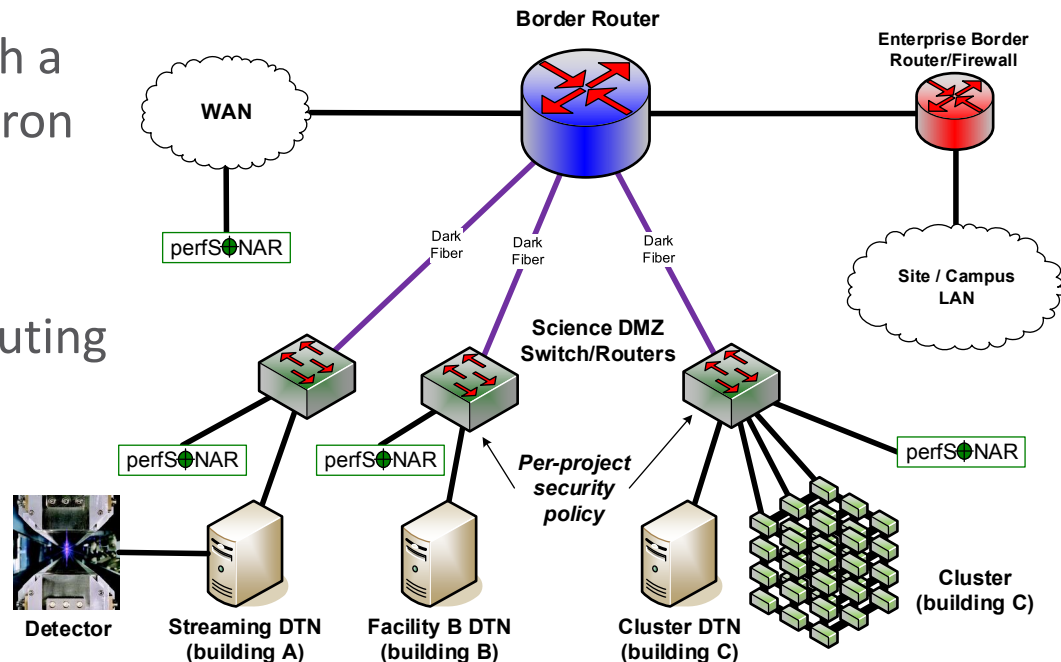 h a
ron
uting
Border Router
Enterprise Border
Router/Firewall
WAN
perfSONAR
Dark
Fiber
Dark
Fiber
Dark
Fiber
Site / Campus
LAN
Science DMZ
Switch/Routers
perfSONAR
perfSONAR
perfSONAR
Per-project
security
policy
Detector
Streaming DTN
(building A)
Facility B DTN
(building B)
Cluster DTN
(building C)
Cluster
(building C)